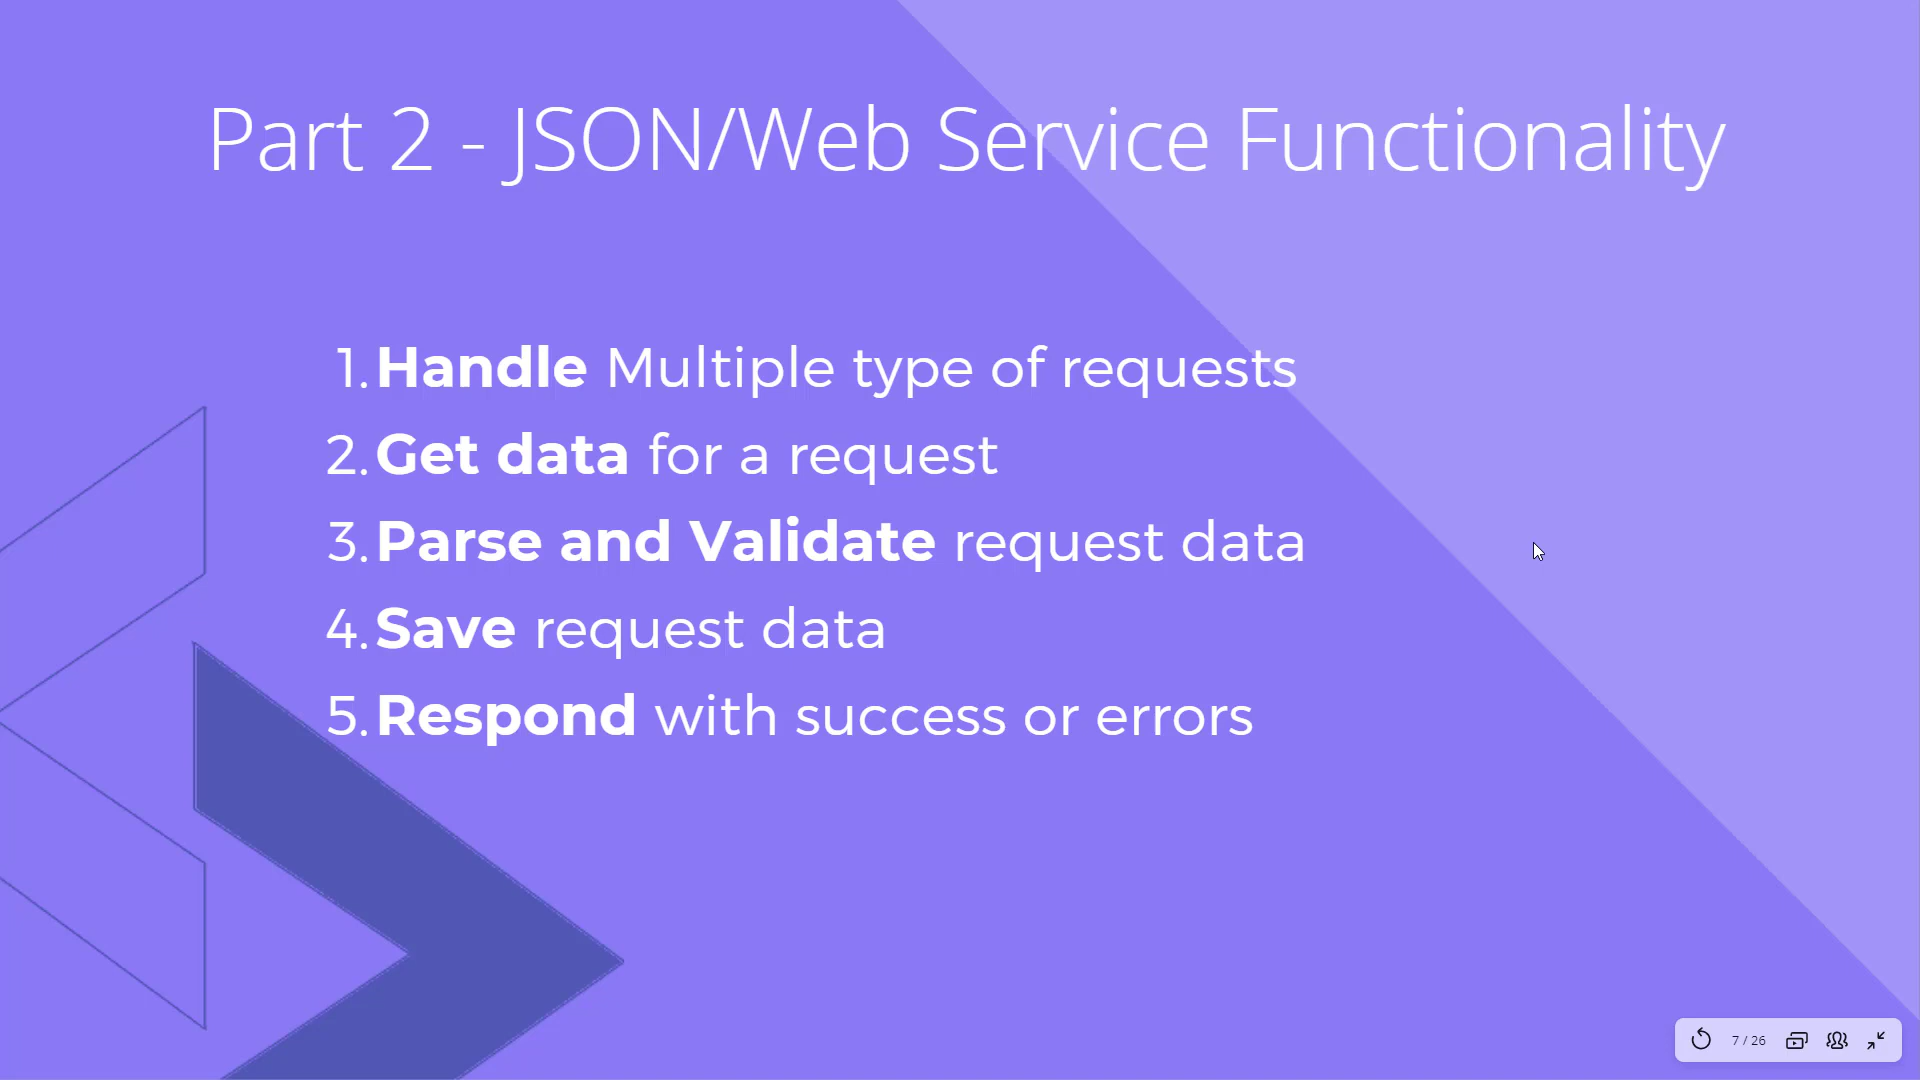 Part 2 - JSON/Web Service Functionality
1. Handle Multiple type of requests
2. Get data for a request
3. Parse and Validate request data
4. Save request data
5. Respond with success or errors
7 / 26